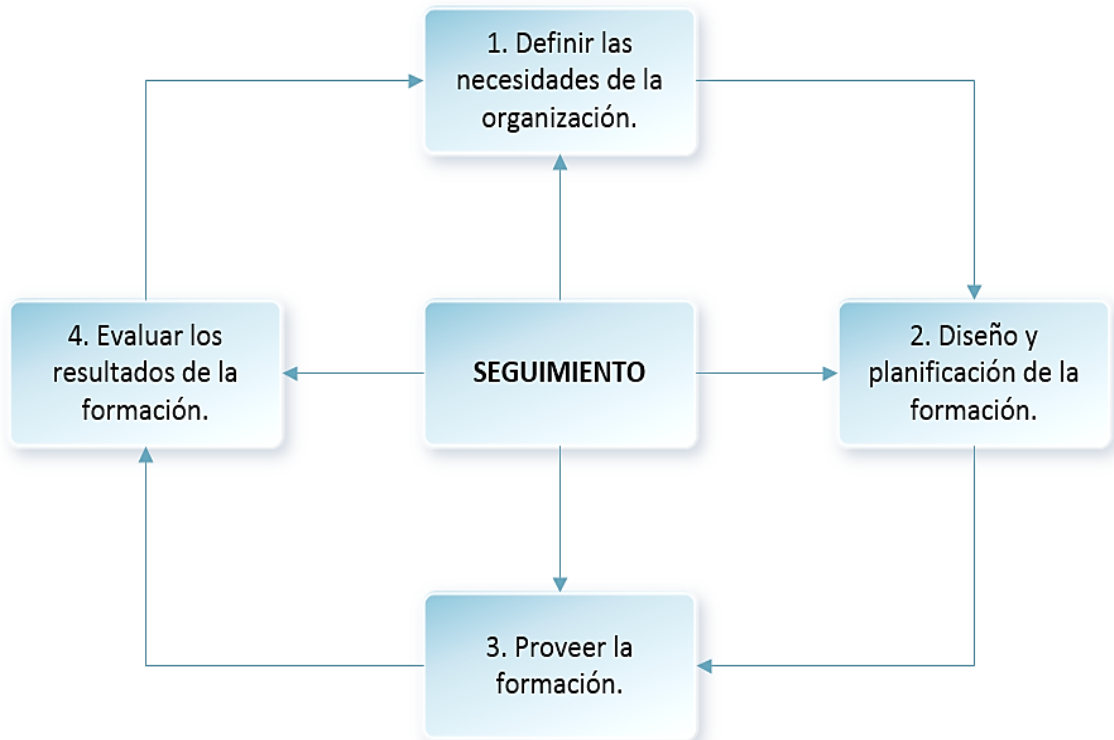 1. Definir las
necesidades de la
organización.
4. Evaluar los
resultados de la
formación.
SEGUIMIENTO
2. Diseño y
planificación de la
formación.
3. Proveer la
formación.